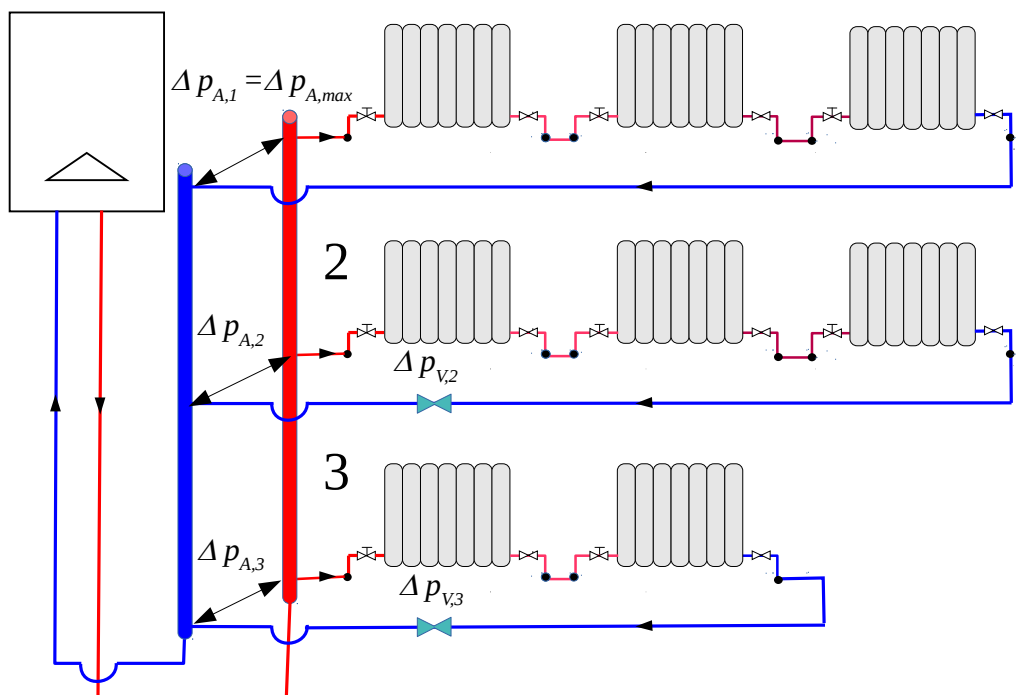 Δ p_A,1 = Δ p_A,max
2
Δ p_A,2
Δ p_V,2
3
Δ p_A,3
Δ p_V,3